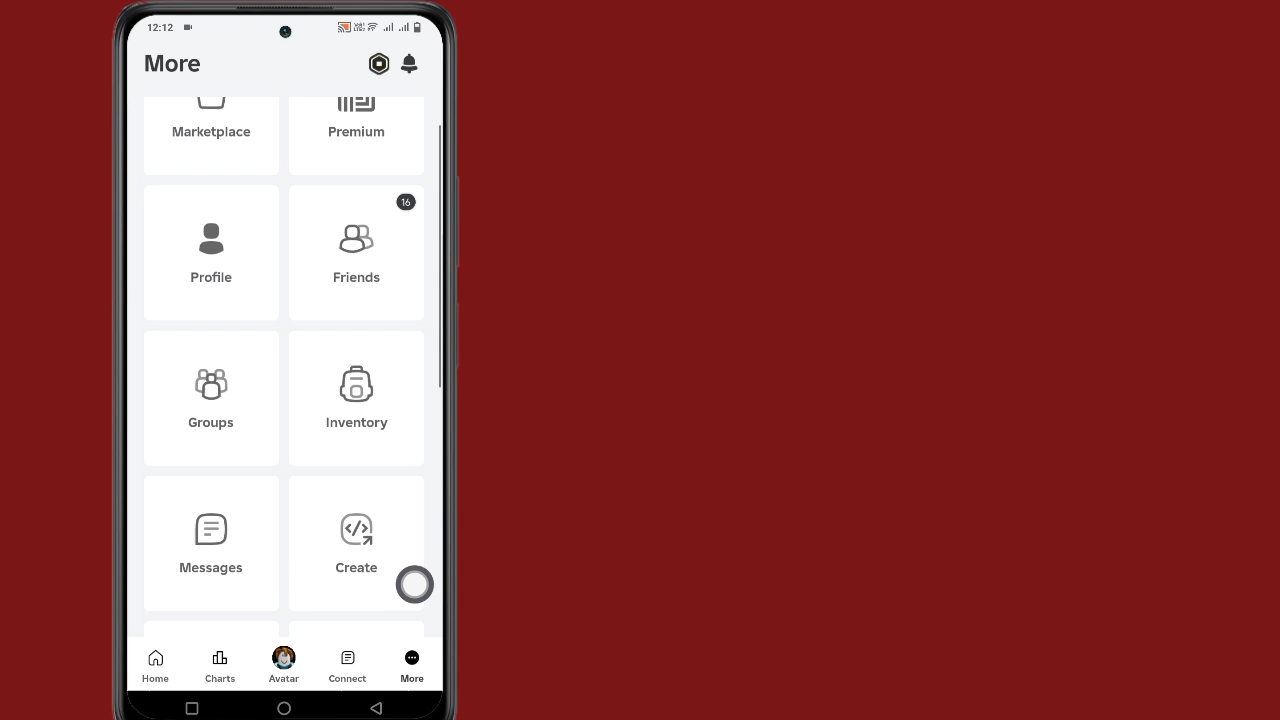 12:12
More
Marketplace
Premium
16
Profile
Friends
Groups
Inventory
Messages
Create
Home
Charts
Avatar
Connect
More